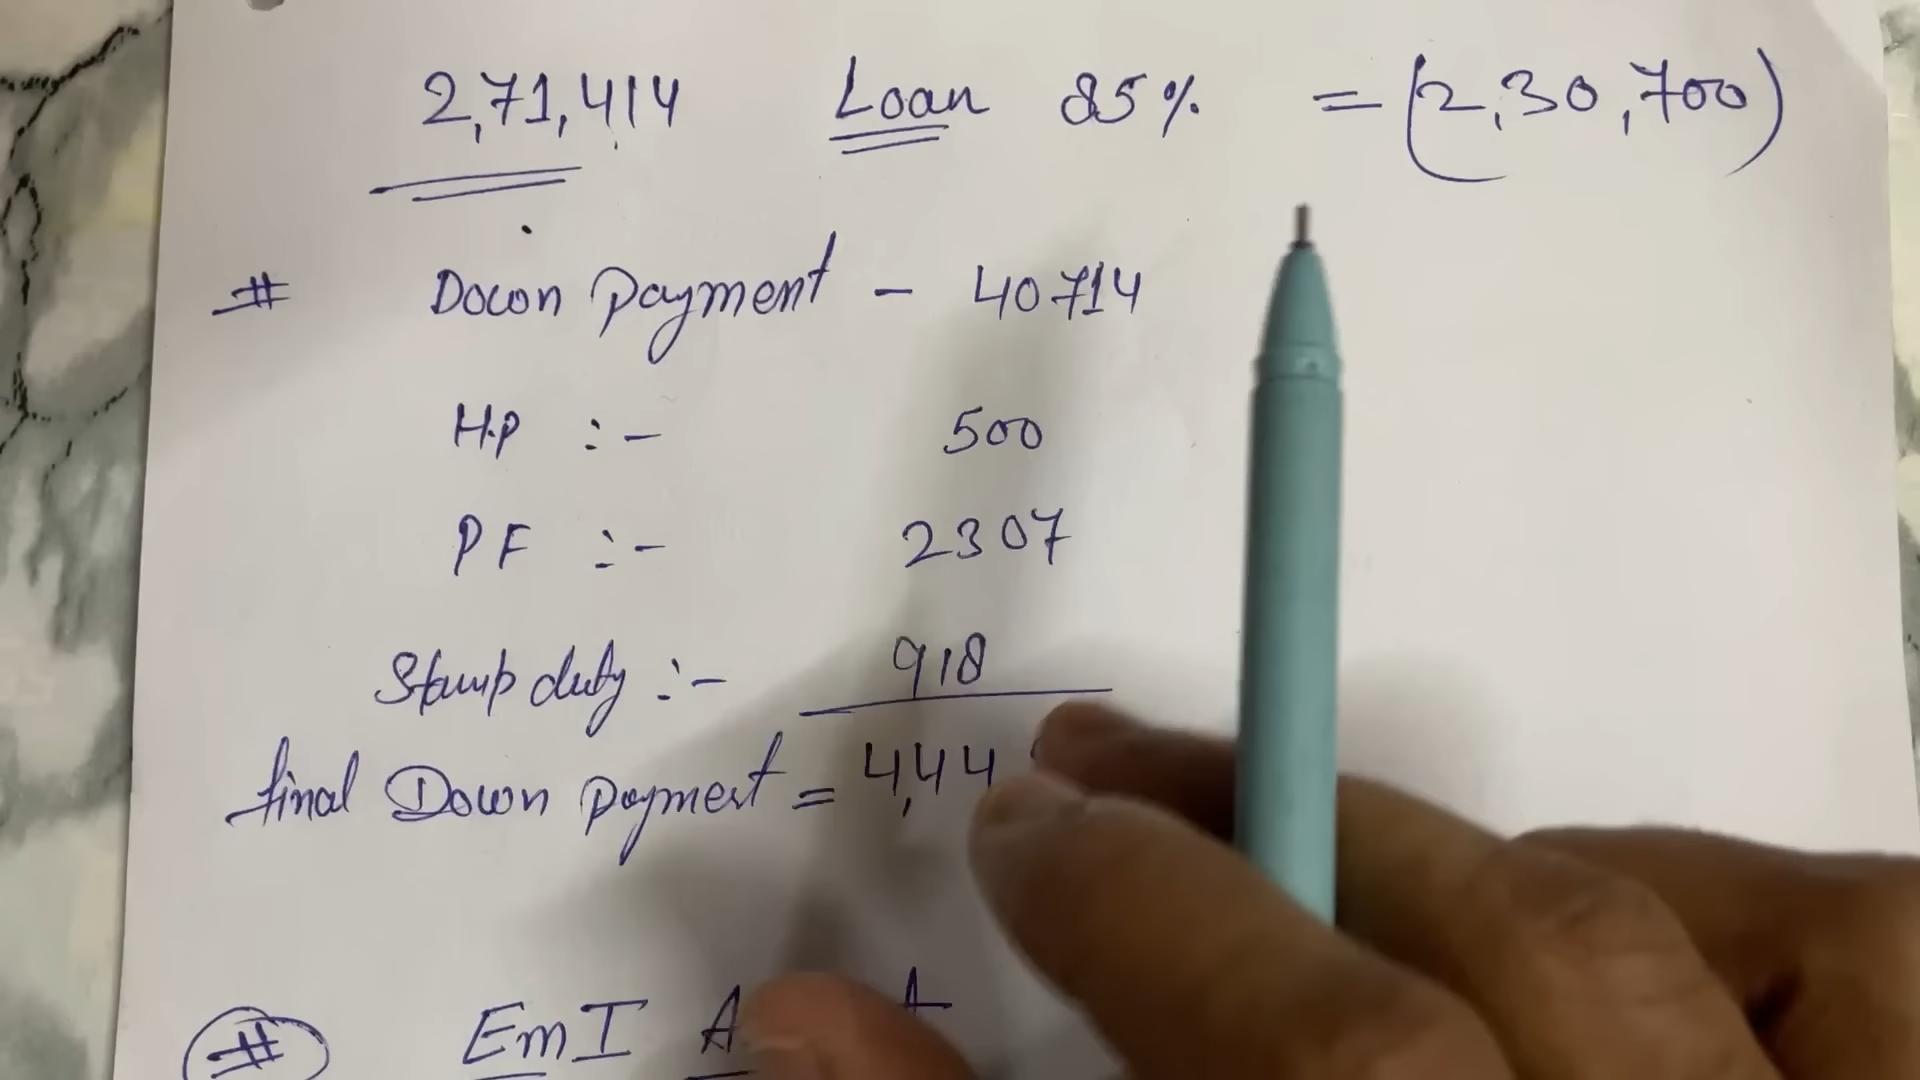 2,71,414 Loan 85% = (2,30,700)
# Down Payment - 40714
H.P :- 500
PF :- 2307
Stamp duty :- 918
final Down payment = 4,44
# EmI